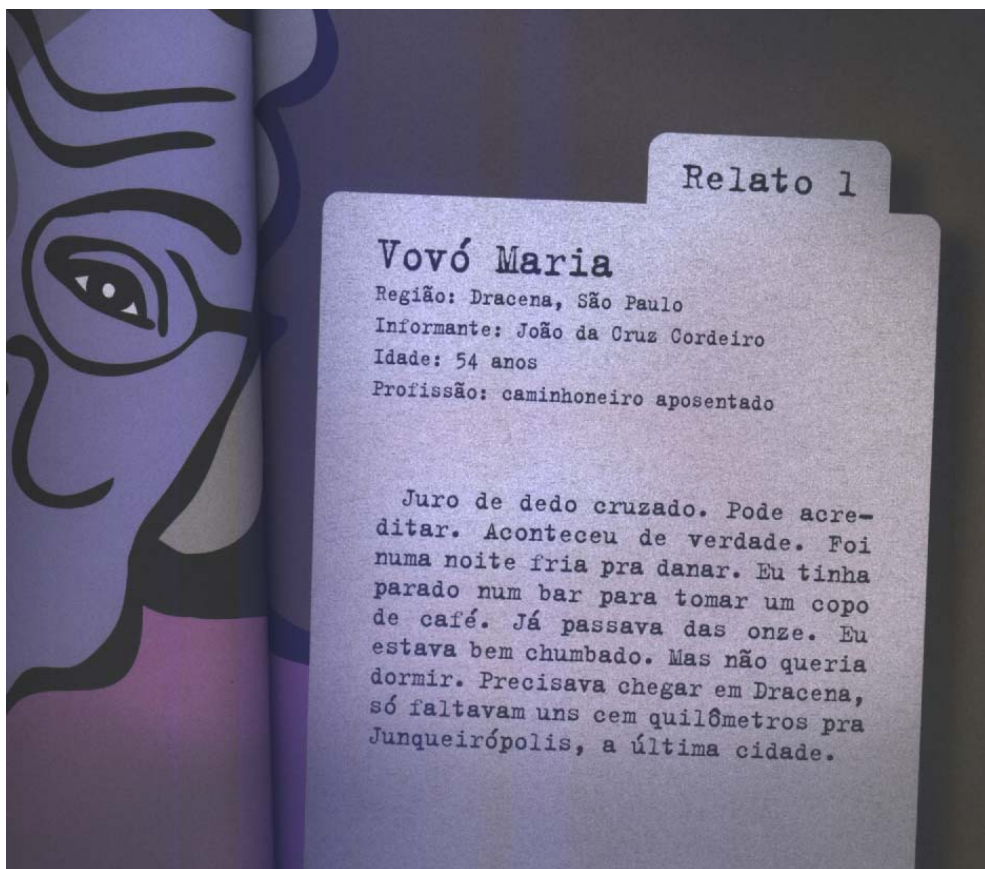 Relato 1
Vovó Maria
Região: Dracena, São Paulo
Informante: João da Cruz Cordeiro
Idade: 54 anos
Profissão: caminhoneiro aposentado
Juro de dedo cruzado. Pode acre-
ditar. Aconteceu de verdade. Foi
numa noite fria pra danar. Eu tinha
parado num bar para tomar um copo
de café. Já passava das onze. Eu
estava bem chumbado. Mas não queria
dormir. Precisava chegar em Dracena,
só faltavam uns cem quilômetros pra
Junqueirópolis, a última cidade.